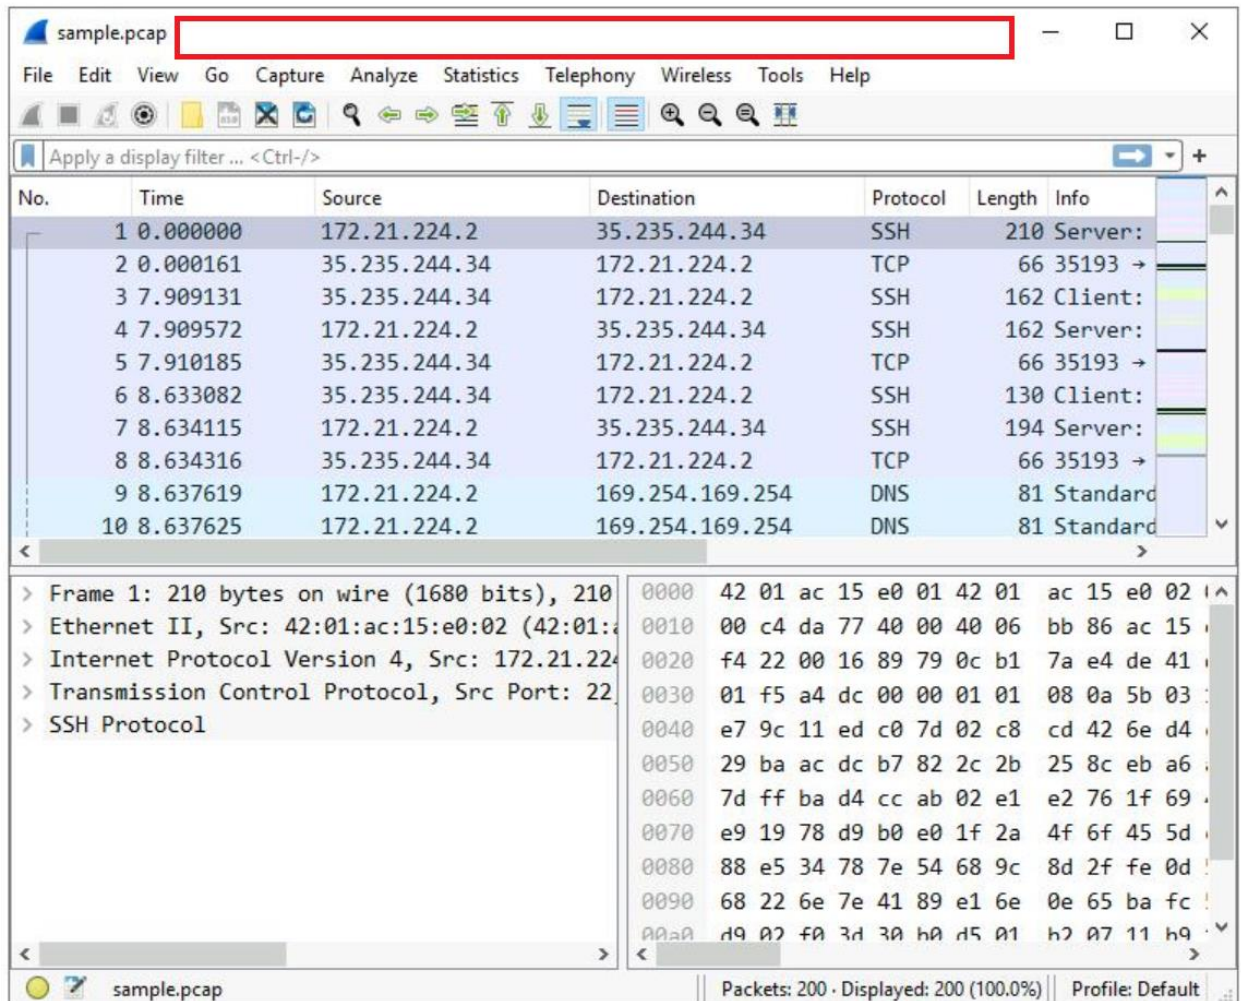 sample.pcap
File Edit View Go Capture Analyze Statistics Telephony Wireless Tools Help
Apply a display filter ... <Ctrl-/>
No. Time Source Destination Protocol Length Info
1 0.000000 172.21.224.2 35.235.244.34 SSH 210 Server:
2 0.000161 35.235.244.34 172.21.224.2 TCP 66 35193 →
3 7.909131 35.235.244.34 172.21.224.2 SSH 162 Client:
4 7.909572 172.21.224.2 35.235.244.34 SSH 162 Server:
5 7.910185 35.235.244.34 172.21.224.2 TCP 66 35193 →
6 8.633082 35.235.244.34 172.21.224.2 SSH 130 Client:
7 8.634115 172.21.224.2 35.235.244.34 SSH 194 Server:
8 8.634316 35.235.244.34 172.21.224.2 TCP 66 35193 →
9 8.637619 172.21.224.2 169.254.169.254 DNS 81 Standard
10 8.637625 172.21.224.2 169.254.169.254 DNS 81 Standard
> Frame 1: 210 bytes on wire (1680 bits), 210
> Ethernet II, Src: 42:01:ac:15:e0:02 (42:01:a
> Internet Protocol Version 4, Src: 172.21.224
> Transmission Control Protocol, Src Port: 22,
> SSH Protocol
0000 42 01 ac 15 e0 01 42 01 ac 15 e0 02
0010 00 c4 da 77 40 00 40 06 bb 86 ac 15
0020 f4 22 00 16 89 79 0c b1 7a e4 de 41
0030 01 f5 a4 dc 00 00 01 01 08 0a 5b 03
0040 e7 9c 11 ed c0 7d 02 c8 cd 42 6e d4
0050 29 ba ac dc b7 82 2c 2b 25 8c eb a6
0060 7d ff ba d4 cc ab 02 e1 e2 76 1f 69
0070 e9 19 78 d9 b0 e0 1f 2a 4f 6f 45 5d
0080 88 e5 34 78 7e 54 68 9c 8d 2f fe 0d
0090 68 22 6e 7e 41 89 e1 6e 0e 65 ba fc
00a0 d9 02 f0 3d 30 b0 d5 01 b2 07 11 b9
sample.pcap
Packets: 200 · Displayed: 200 (100.0%)
Profile: Default